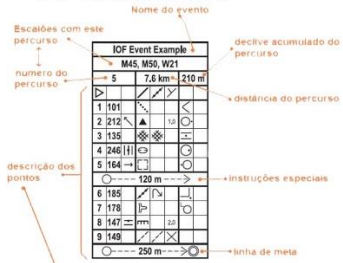 Nome do evento
Escalões com este
percurso
declive acumulado do
percurso
IOF Event Example
M45, M50, W21
5 7,6 km 210 m
numero do
percurso
distância do percurso
1 101
2 212 1,0
3 135
4 246
5 164
120 m
instruções especiais
descrição dos
pontos
6 185
7 178
8 147 2,0
9 149
250 m
linha de meta